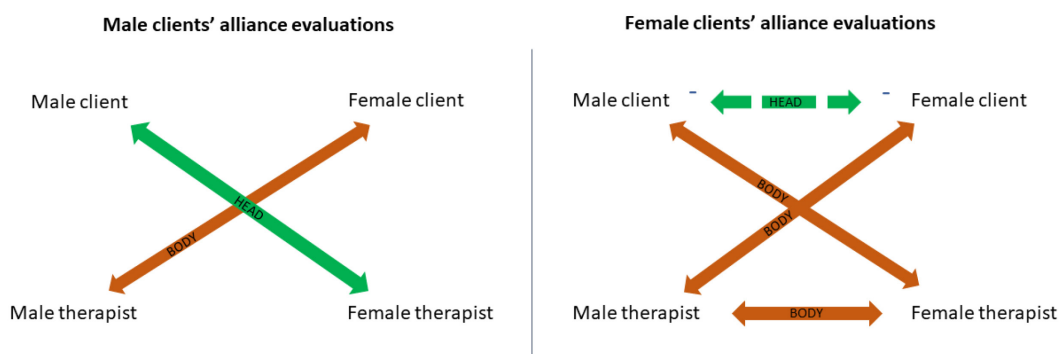 Male clients' alliance evaluations
Male client
Female client
HEAD
BODY
Male therapist
Female therapist
Female clients' alliance evaluations
Male client
-
HEAD
-
Female client
BODY
BODY
Male therapist
BODY
Female therapist